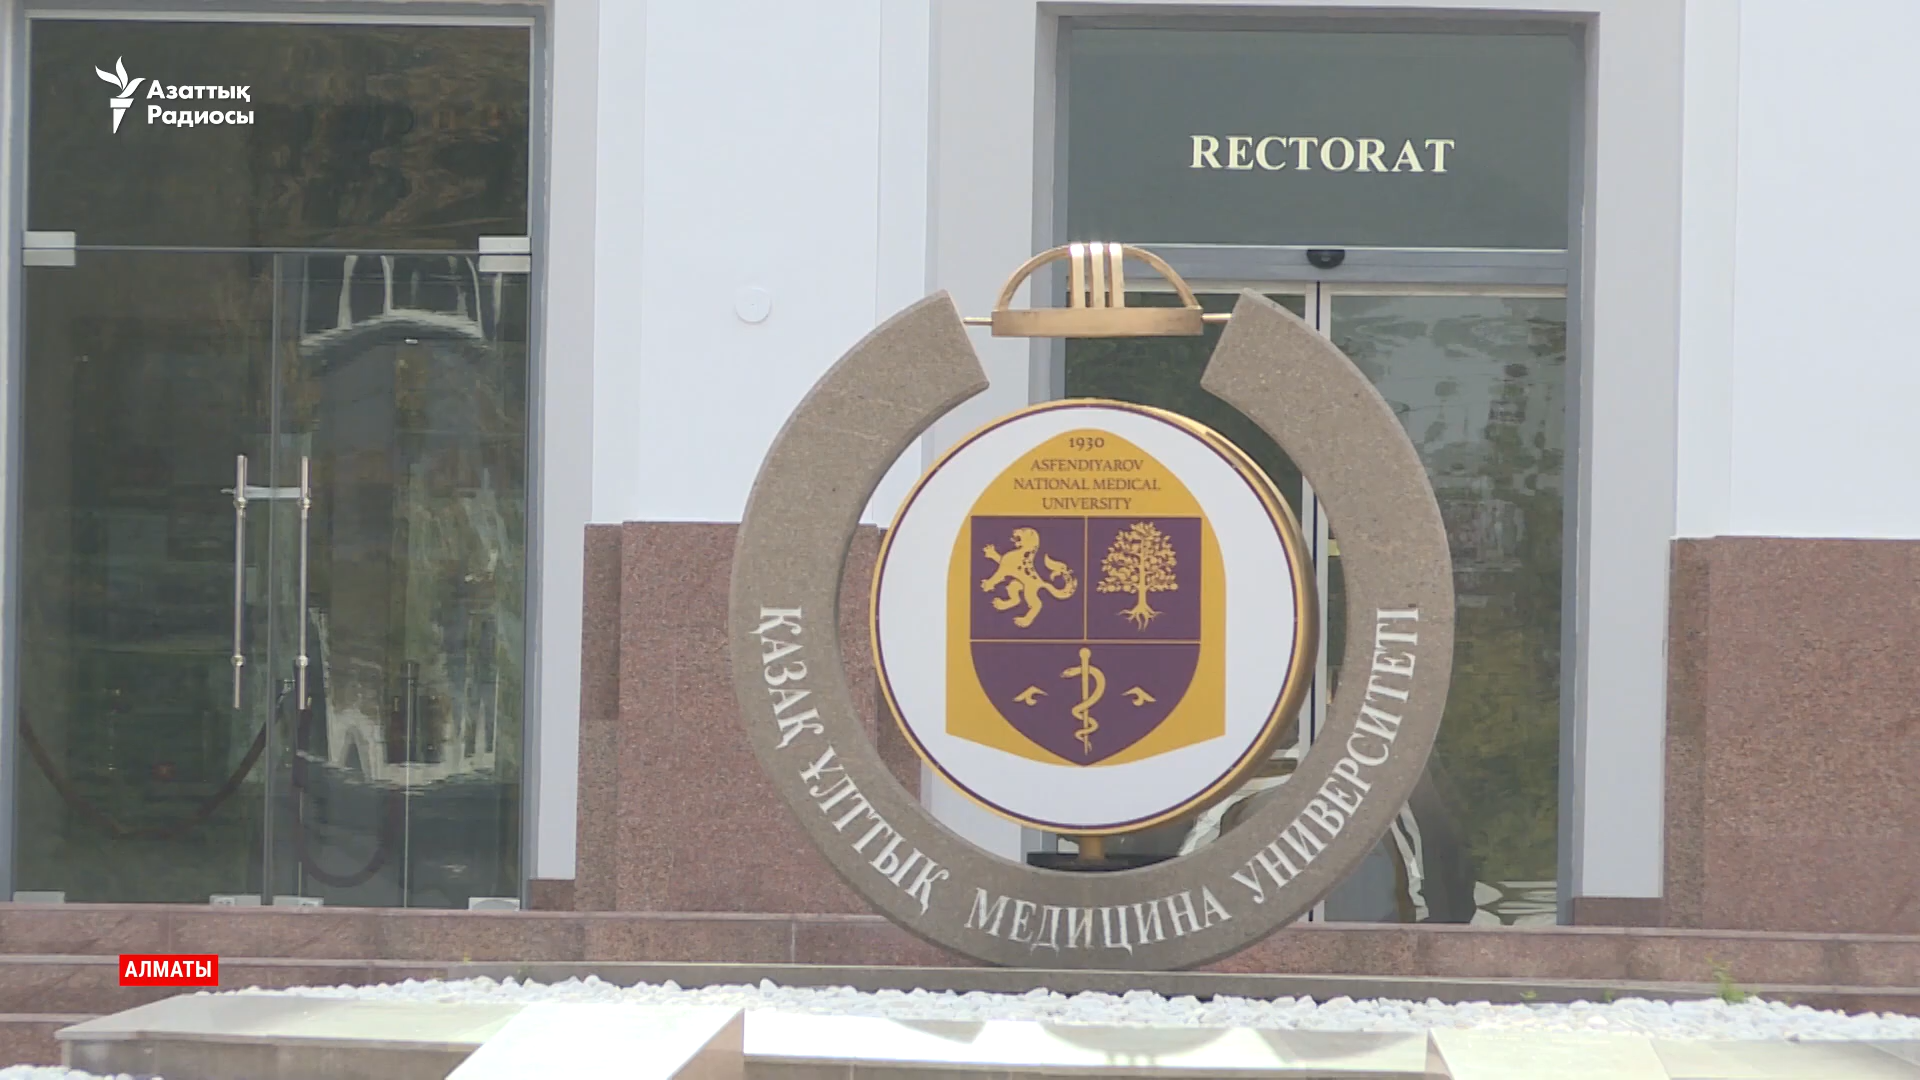 Азаттық
Радиосы
RECTORAT
1930
ASFENDIYAROV
NATIONAL MEDICAL
UNIVERSITY
ҚАЗАҚ ҰЛТТЫҚ МЕДИЦИНА УНИВЕРСИТЕТІ
АЛМАТЫ